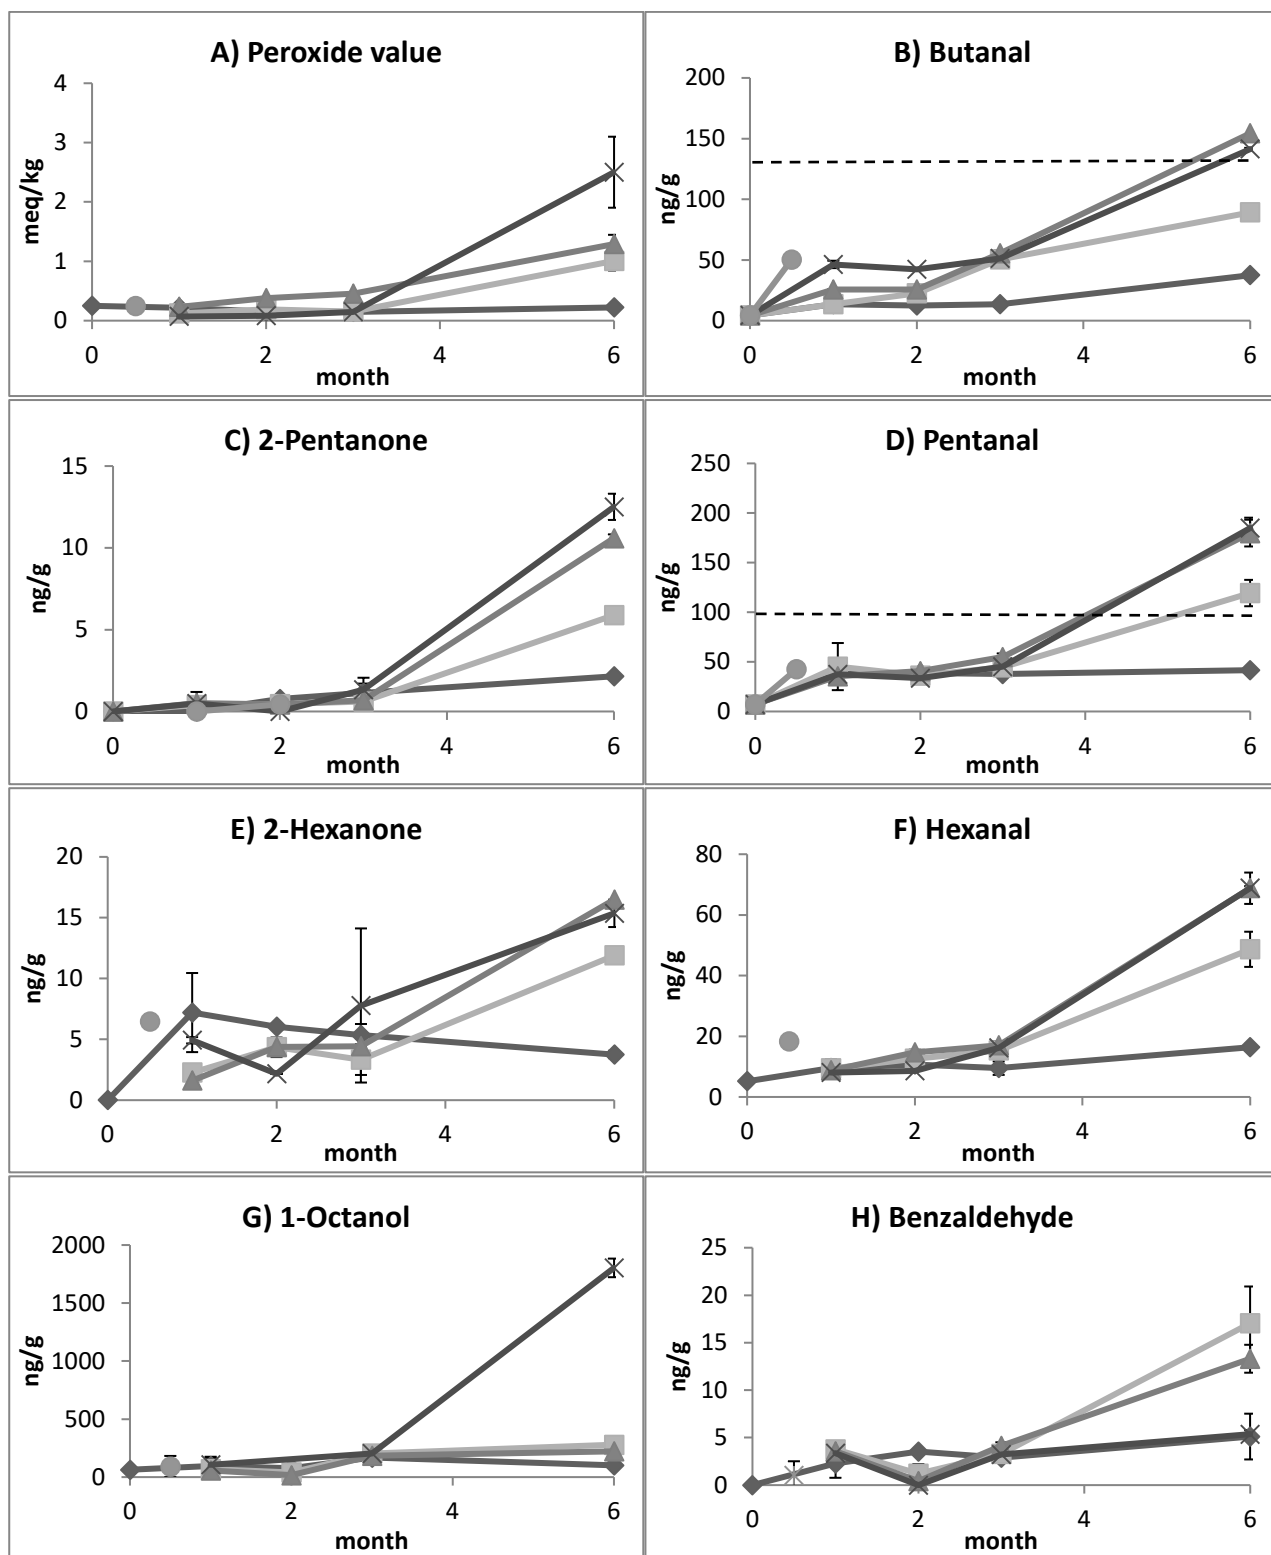 A) Peroxide value
4
3
2
1
0
meq/kg
0 2 4 6
month
B) Butanal
200
150
100
50
0
ng/g
0 2 4 6
month
C) 2-Pentanone
15
10
5
0
ng/g
0 2 4 6
month
D) Pentanal
250
200
150
100
50
0
ng/g
0 2 4 6
month
E) 2-Hexanone
20
15
10
5
0
ng/g
0 2 4 6
month
F) Hexanal
80
60
40
20
0
ng/g
0 2 4 6
month
G) 1-Octanol
2000
1500
1000
500
0
ng/g
0 2 4 6
month
H) Benzaldehyde
25
20
15
10
5
0
ng/g
0 2 4 6
month